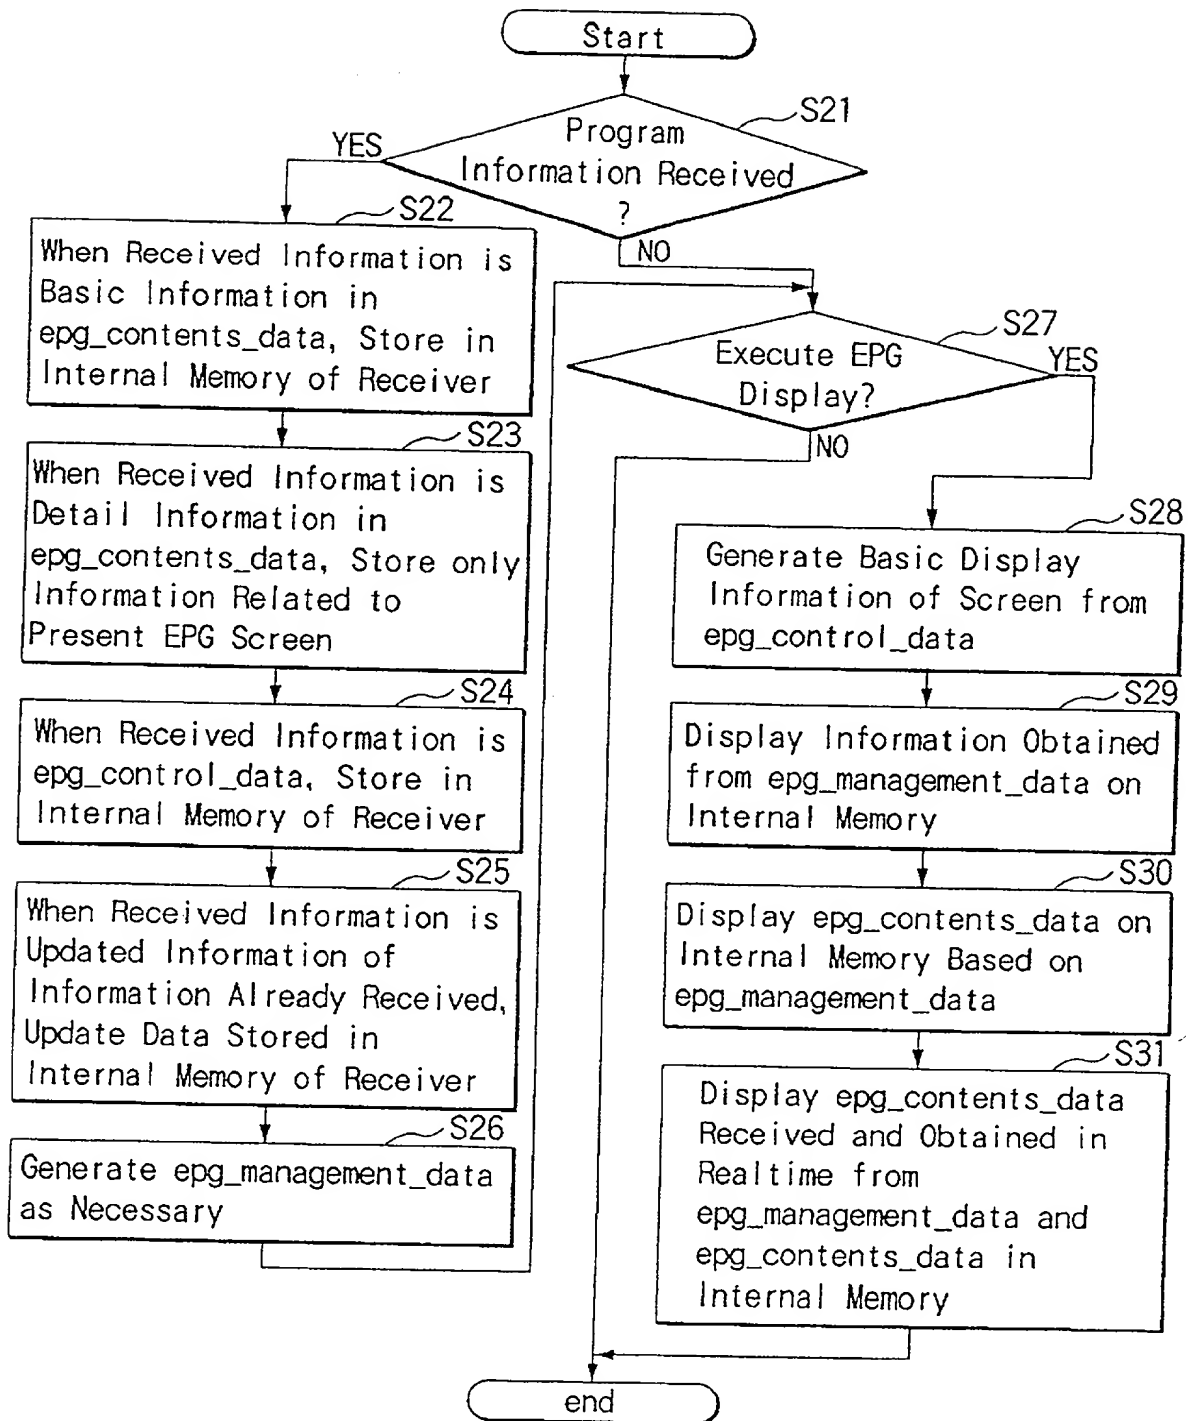 Start
S21
Program
Information Received
?
YES
NO
S22
When Received Information is
Basic Information in
epg_contents_data, Store in
Internal Memory of Receiver
S23
When Received Information is
Detail Information in
epg_contents_data, Store only
Information Related to
Present EPG Screen
S24
When Received Information is
epg_control_data, Store in
Internal Memory of Receiver
S25
When Received Information is
Updated Information of
Information Already Received,
Update Data Stored in
Internal Memory of Receiver
S26
Generate epg_management_data
as Necessary
S27
Execute EPG
Display?
YES
NO
S28
Generate Basic Display
Information of Screen from
epg_control_data
S29
Display Information Obtained
from epg_management_data on
Internal Memory
S30
Display epg_contents_data on
Internal Memory Based on
epg_management_data
S31
Display epg_contents_data
Received and Obtained in
Realtime from
epg_management_data and
epg_contents_data in
Internal Memory
end